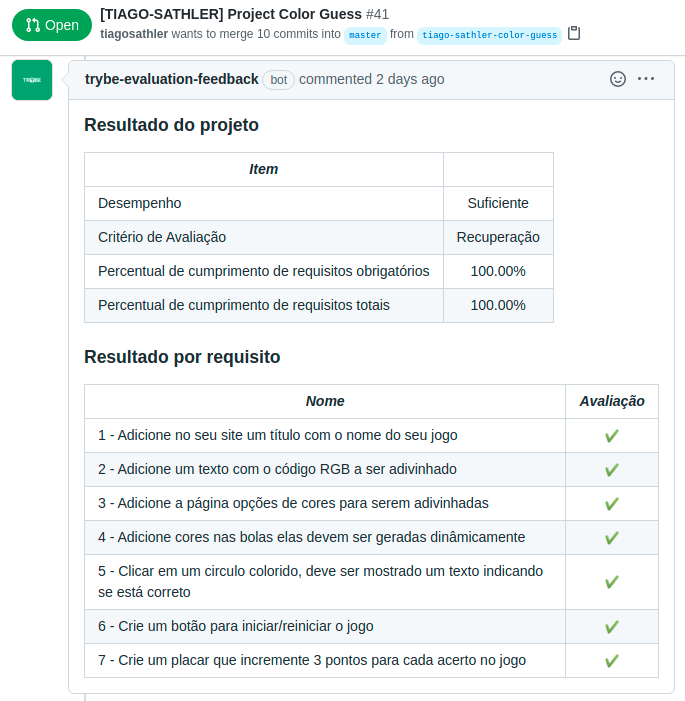 Open
[TIAGO-SATHLER] Project Color Guess #41
tiagosathler wants to merge 10 commits into master from tiago-sathler-color-guess
TRYBE
trybe-evaluation-feedback bot commented 2 days ago
Resultado do projeto
Item
Desempenho Suficiente
Critério de Avaliação Recuperação
Percentual de cumprimento de requisitos obrigatórios 100.00%
Percentual de cumprimento de requisitos totais 100.00%
Resultado por requisito
Nome Avaliação
1 - Adicione no seu site um título com o nome do seu jogo ✔
2 - Adicione um texto com o código RGB a ser adivinhado ✔
3 - Adicione a página opções de cores para serem adivinhadas ✔
4 - Adicione cores nas bolas elas devem ser geradas dinâmicamente ✔
5 - Clicar em um circulo colorido, deve ser mostrado um texto indicando
se está correto ✔
6 - Crie um botão para iniciar/reiniciar o jogo ✔
7 - Crie um placar que incremente 3 pontos para cada acerto no jogo ✔